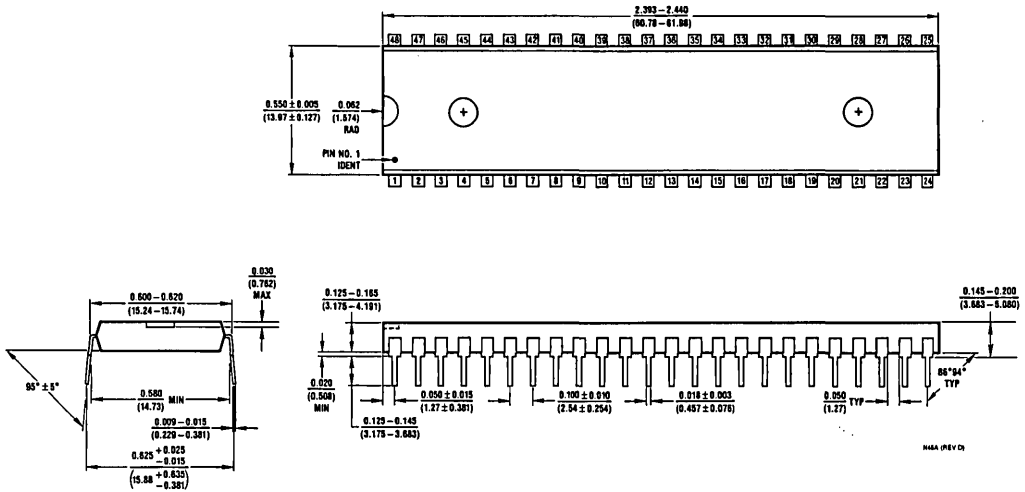 2.393 – 2.440
(60.78 – 61.98)
48 47 46 45 44 43 42 41 40 39 38 37 36 35 34 33 32 31 30 29 28 27 26 25
0.550 ± 0.005
(13.97 ± 0.127)
0.062
(1.574)
RAD
PIN NO. 1
IDENT
1 2 3 4 5 6 7 8 9 10 11 12 13 14 15 16 17 18 19 20 21 22 23 24
0.030
(0.762)
MAX
0.600 – 0.620
(15.24 – 15.74)
95° ± 5°
0.580
(14.73)
MIN
0.009 – 0.015
(0.229 – 0.381)
0.625 + 0.025
– 0.015
(15.88 + 0.635
– 0.381)
0.125 – 0.165
(3.175 – 4.191)
0.145 – 0.200
(3.683 – 5.080)
0.020
(0.508)
MIN
0.050 ± 0.015
(1.27 ± 0.381)
0.100 ± 0.010
(2.54 ± 0.254)
0.018 ± 0.003
(0.457 ± 0.076)
0.050
(1.27)
TYP
86°94°
TYP
0.125 – 0.145
(3.175 – 3.683)
N48A (REV D)